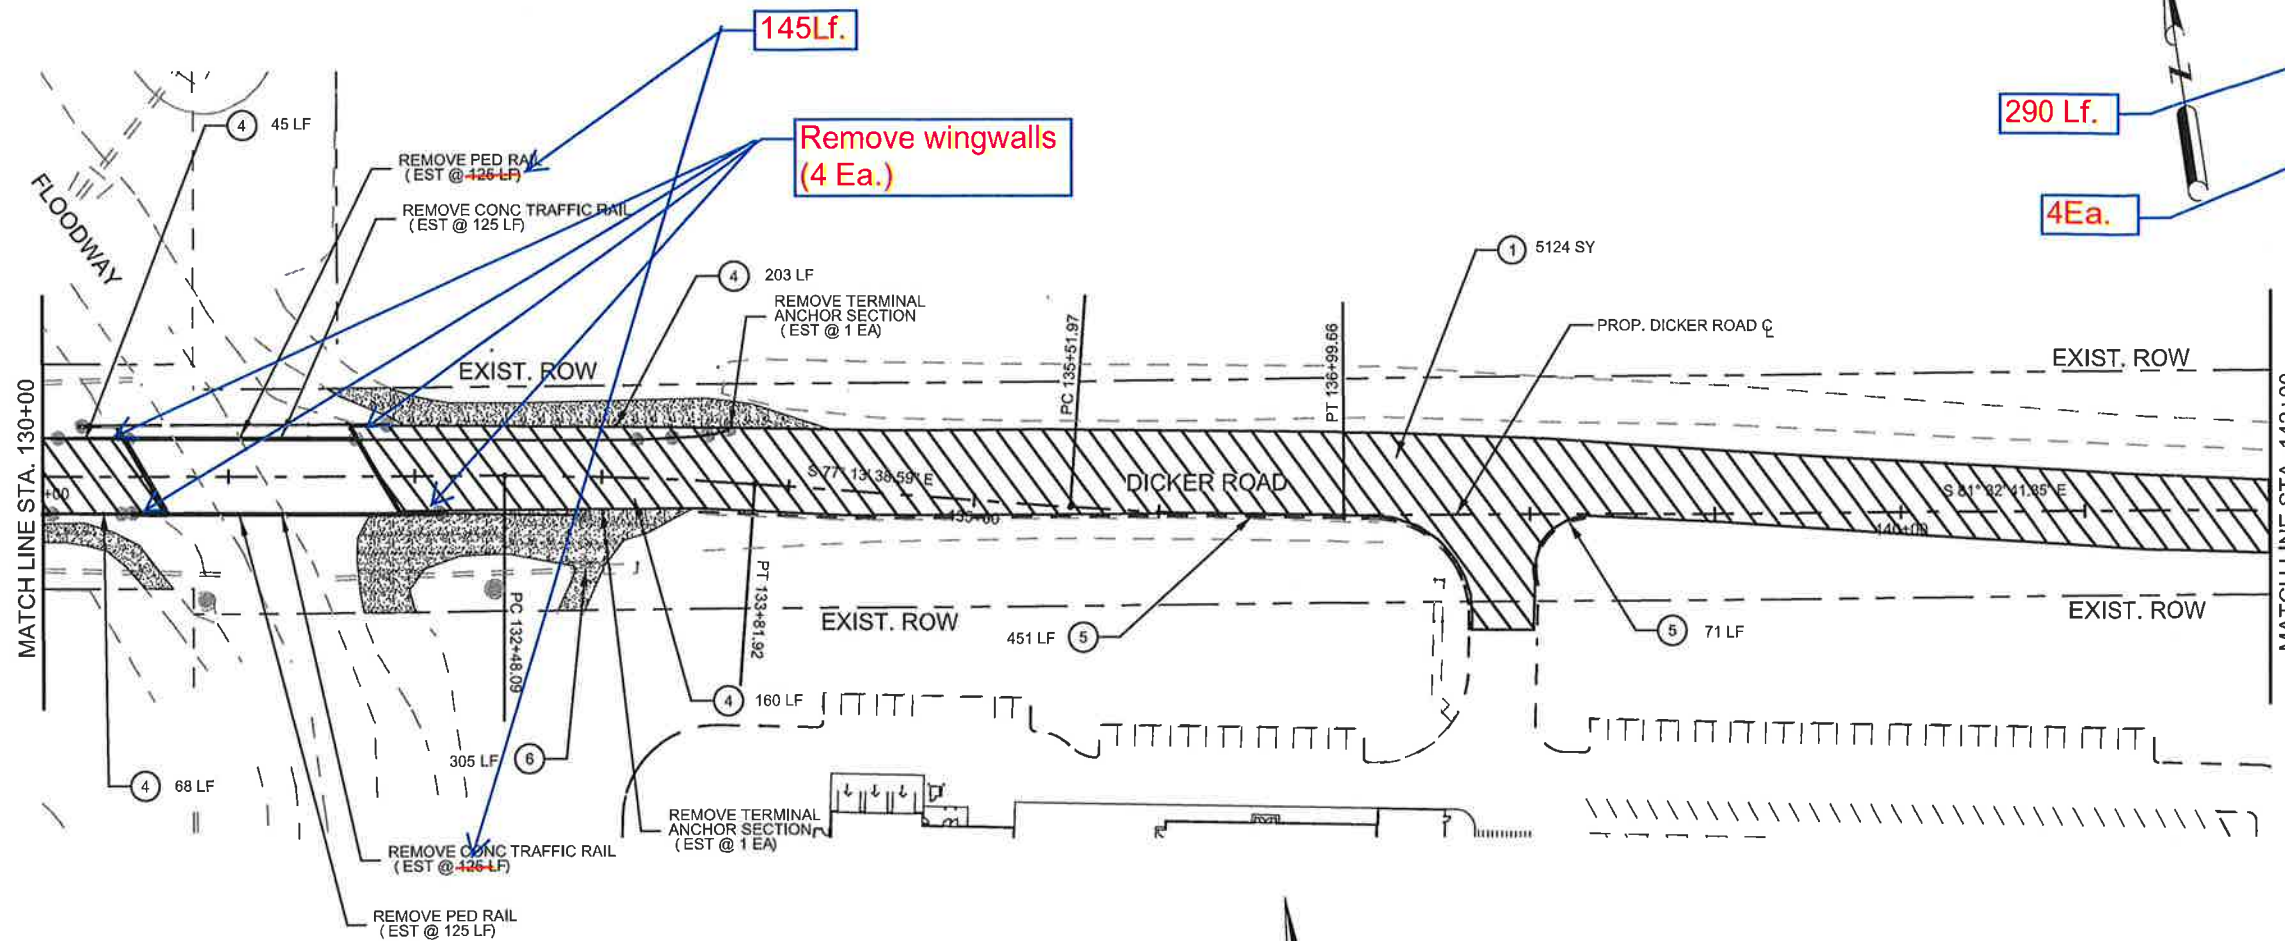 145Lf.
290 Lf.
4Ea.
Remove wingwalls
(4 Ea.)
4 45 LF
REMOVE PED RAIL
(EST @ 125 LF)
REMOVE CONC TRAFFIC RAIL
(EST @ 125 LF)
FLOODWAY
4 203 LF
REMOVE TERMINAL
ANCHOR SECTION
(EST @ 1 EA)
1 5124 SY
PROP. DICKER ROAD ℄
Z
EXIST. ROW
EXIST. ROW
PC 135+51.97
PT 136+99.66
MATCH LINE STA. 130+00
+00
S 77° 13' 38.59" E
DICKER ROAD
135+00
S 81° 32' 41.35" E
140+00
PC 132+48.09
PT 133+81.92
EXIST. ROW
EXIST. ROW
451 LF 5
5 71 LF
4 160 LF
305 LF 6
4 68 LF
REMOVE TERMINAL
ANCHOR SECTION
(EST @ 1 EA)
REMOVE CONC TRAFFIC RAIL
(EST @ 125 LF)
REMOVE PED RAIL
(EST @ 125 LF)